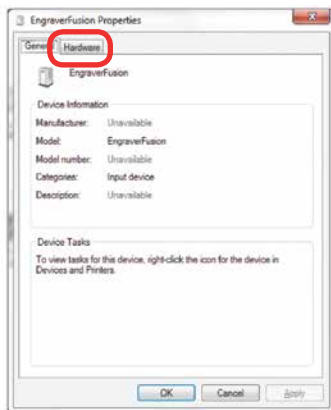 EngraverFusion Properties
General Hardware
EngraverFusion
Device Information
Manufacturer: Unavailable
Model: EngraverFusion
Model number: Unavailable
Categories: Input device
Description: Unavailable
Device Tasks
To view tasks for this device, right-click the icon for the device in
Devices and Printers.
OK Cancel Apply